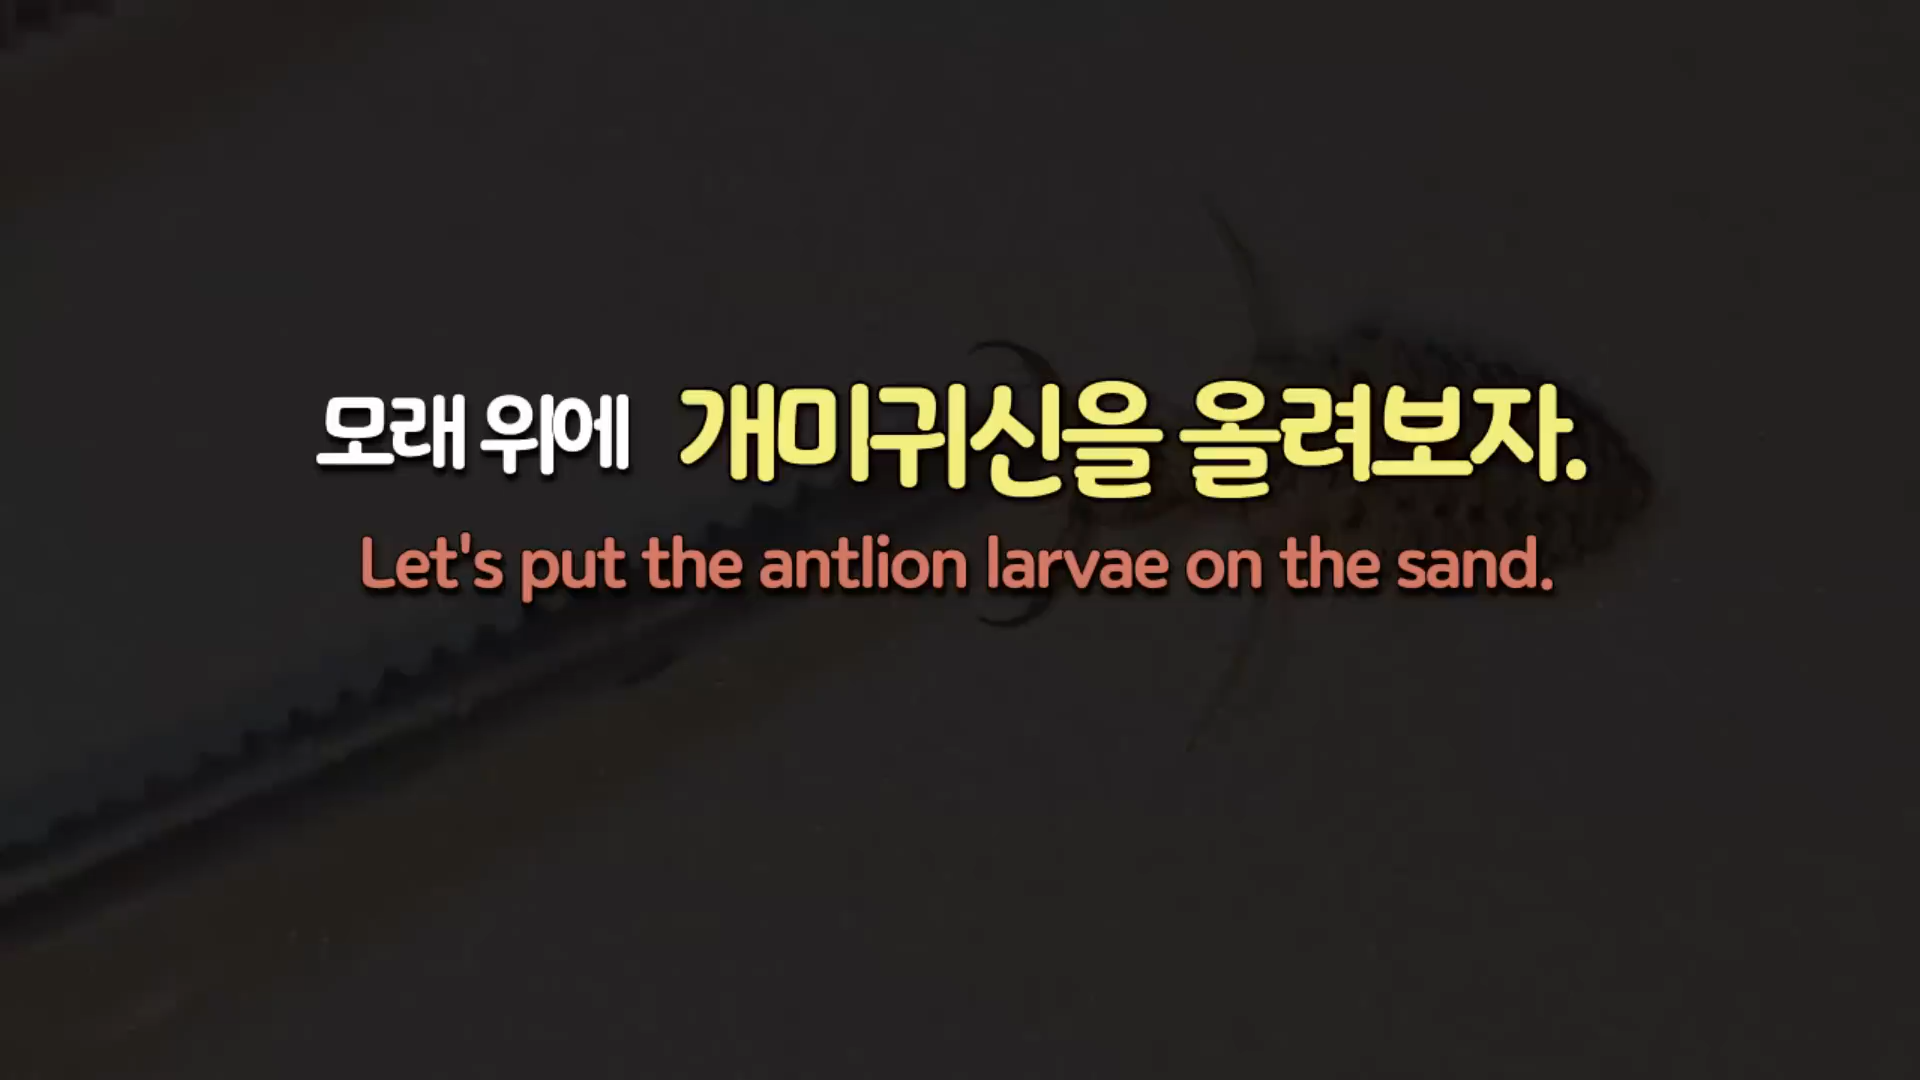 모래 위에 개미귀신을 올려보자.
Let's put the antlion larvae on the sand.